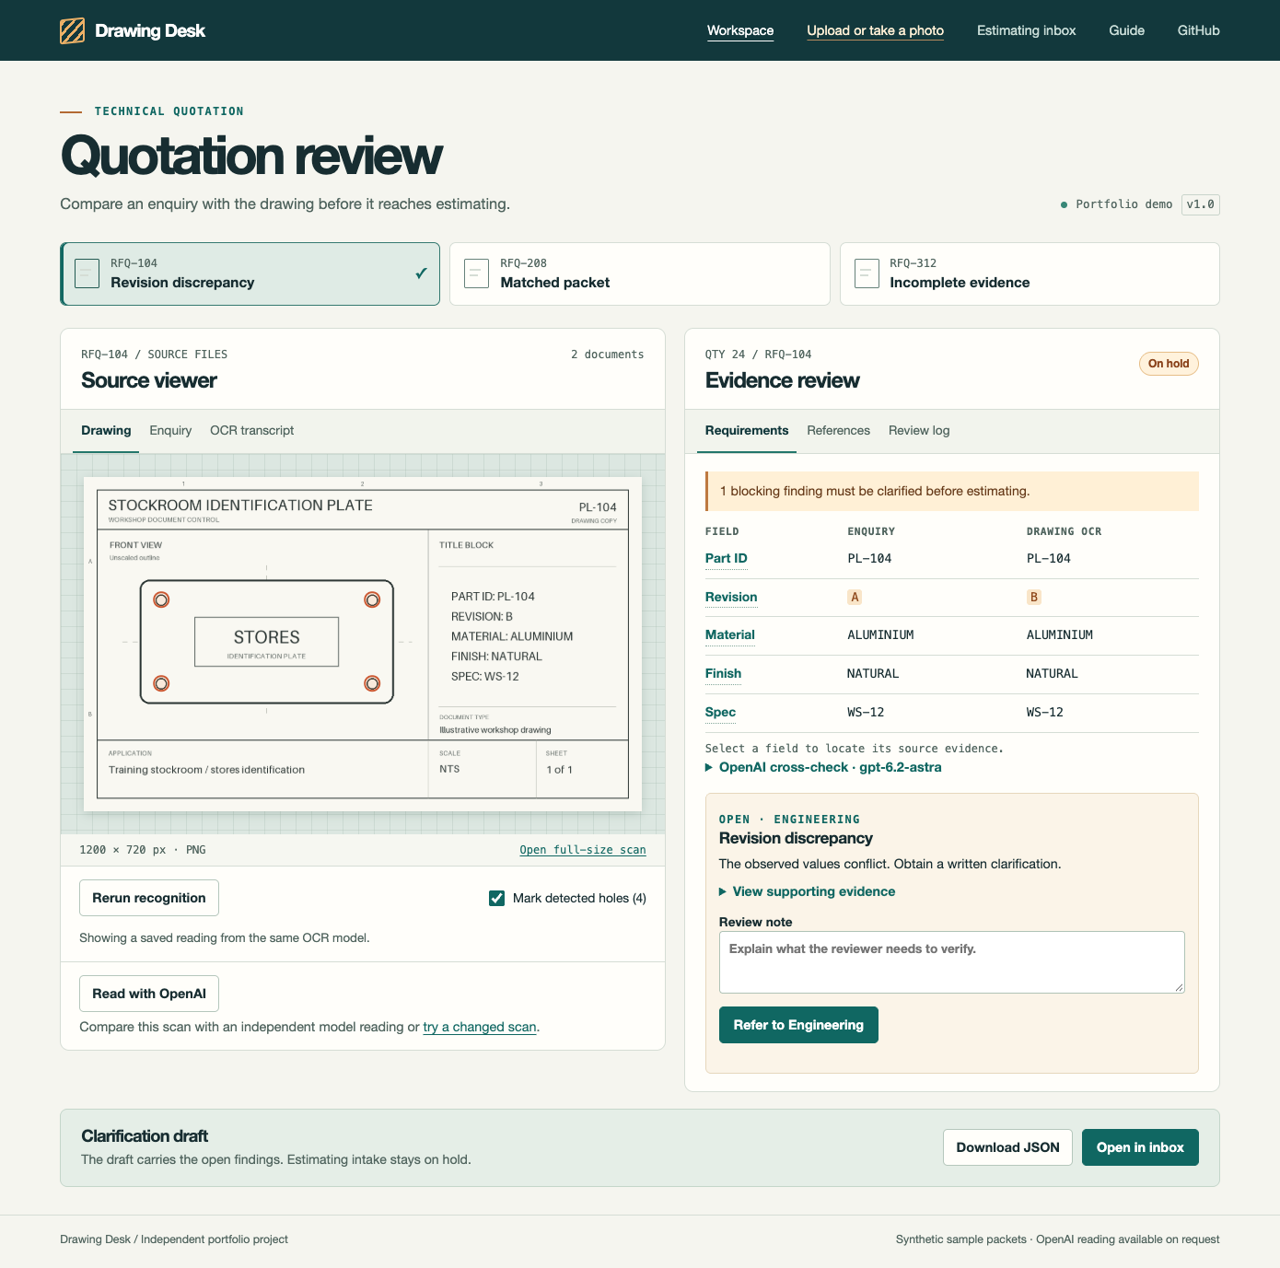 Drawing Desk
Workspace
Upload or take a photo
Estimating inbox
Guide
GitHub
TECHNICAL QUOTATION
Quotation review
Compare an enquiry with the drawing before it reaches estimating.
Portfolio demo v1.0
RFQ-104
Revision discrepancy
✓
RFQ-208
Matched packet
RFQ-312
Incomplete evidence
RFQ-104 / SOURCE FILES
2 documents
Source viewer
Drawing
Enquiry
OCR transcript
1 2 3
STOCKROOM IDENTIFICATION PLATE
WORKSHOP DOCUMENT CONTROL
PL-104
DRAWING COPY
A
B
FRONT VIEW
Unscaled outline
STORES
IDENTIFICATION PLATE
TITLE BLOCK
PART ID: PL-104
REVISION: B
MATERIAL: ALUMINIUM
FINISH: NATURAL
SPEC: WS-12
DOCUMENT TYPE
Illustrative workshop drawing
APPLICATION
Training stockroom / stores identification
SCALE
NTS
SHEET
1 of 1
1200 × 720 px · PNG
Open full-size scan
Rerun recognition
Mark detected holes (4)
Showing a saved reading from the same OCR model.
Read with OpenAI
Compare this scan with an independent model reading or try a changed scan.
QTY 24 / RFQ-104
Evidence review
On hold
Requirements
References
Review log
1 blocking finding must be clarified before estimating.
FIELD ENQUIRY DRAWING OCR
Part ID PL-104 PL-104
Revision A B
Material ALUMINIUM ALUMINIUM
Finish NATURAL NATURAL
Spec WS-12 WS-12
Select a field to locate its source evidence.
▶ OpenAI cross-check · gpt-6.2-astra
OPEN · ENGINEERING
Revision discrepancy
The observed values conflict. Obtain a written clarification.
▶ View supporting evidence
Review note
Explain what the reviewer needs to verify.
Refer to Engineering
Clarification draft
The draft carries the open findings. Estimating intake stays on hold.
Download JSON
Open in inbox
Drawing Desk / Independent portfolio project
Synthetic sample packets · OpenAI reading available on request